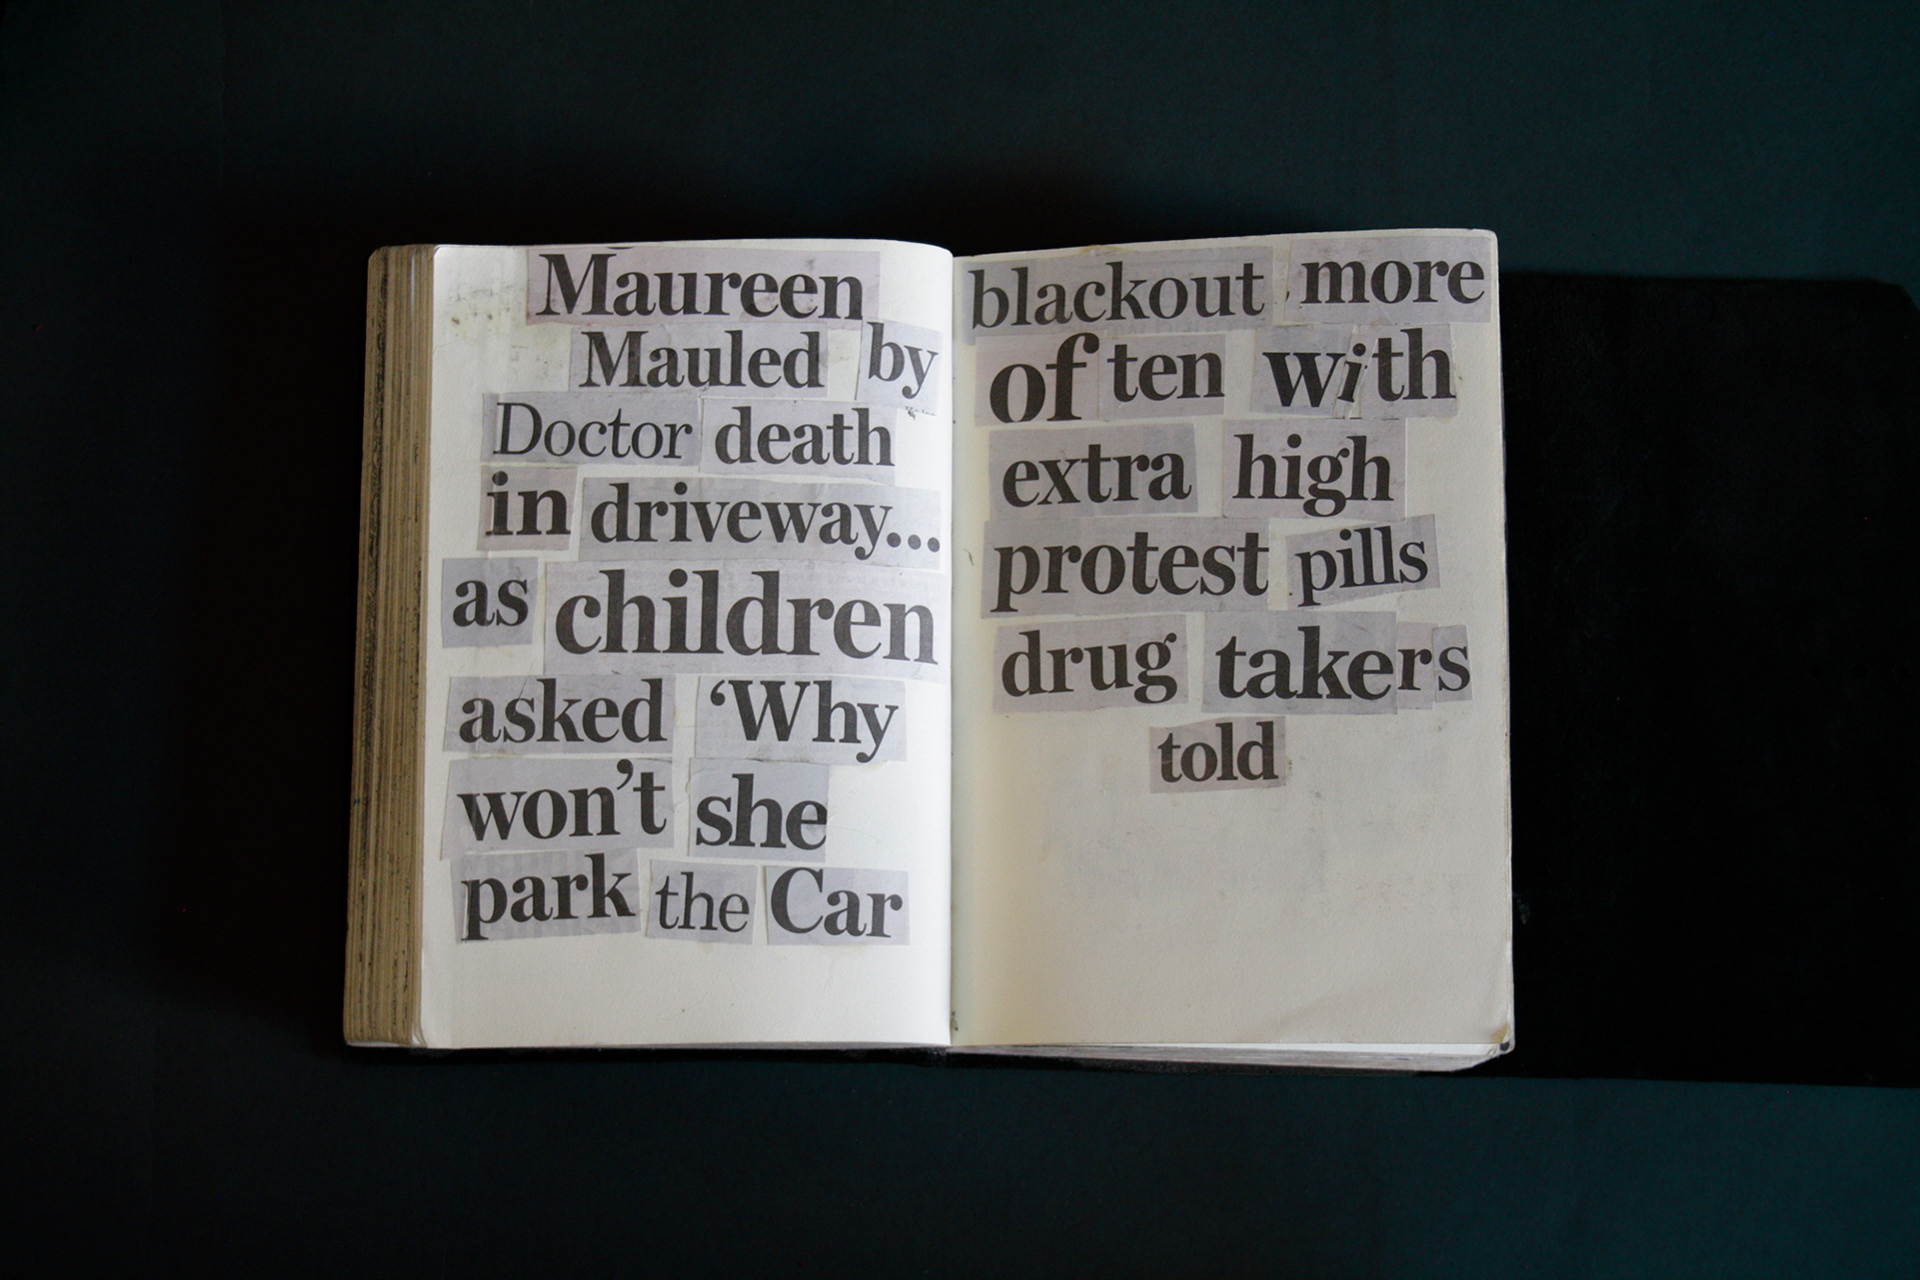 Maureen
Mauled by
Doctor death
in driveway...
as children
asked ‘Why
won’t she
park the Car
blackout more
of ten with
extra high
protest pills
drug takers
told